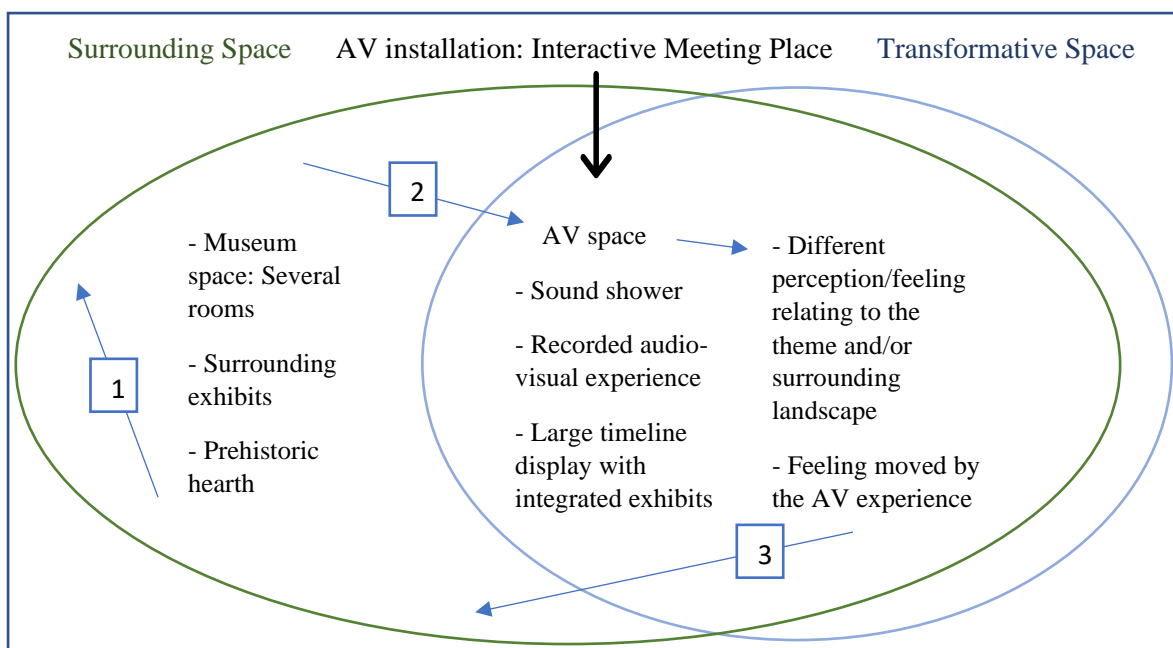 Surrounding Space
AV installation: Interactive Meeting Place
Transformative Space
2
- Museum
space: Several
rooms
- Surrounding
exhibits
- Prehistoric
hearth
1
AV space
- Sound shower
- Recorded audio-
visual experience
- Large timeline
display with
integrated exhibits
- Different
perception/feeling
relating to the
theme and/or
surrounding
landscape
- Feeling moved by
the AV experience
3